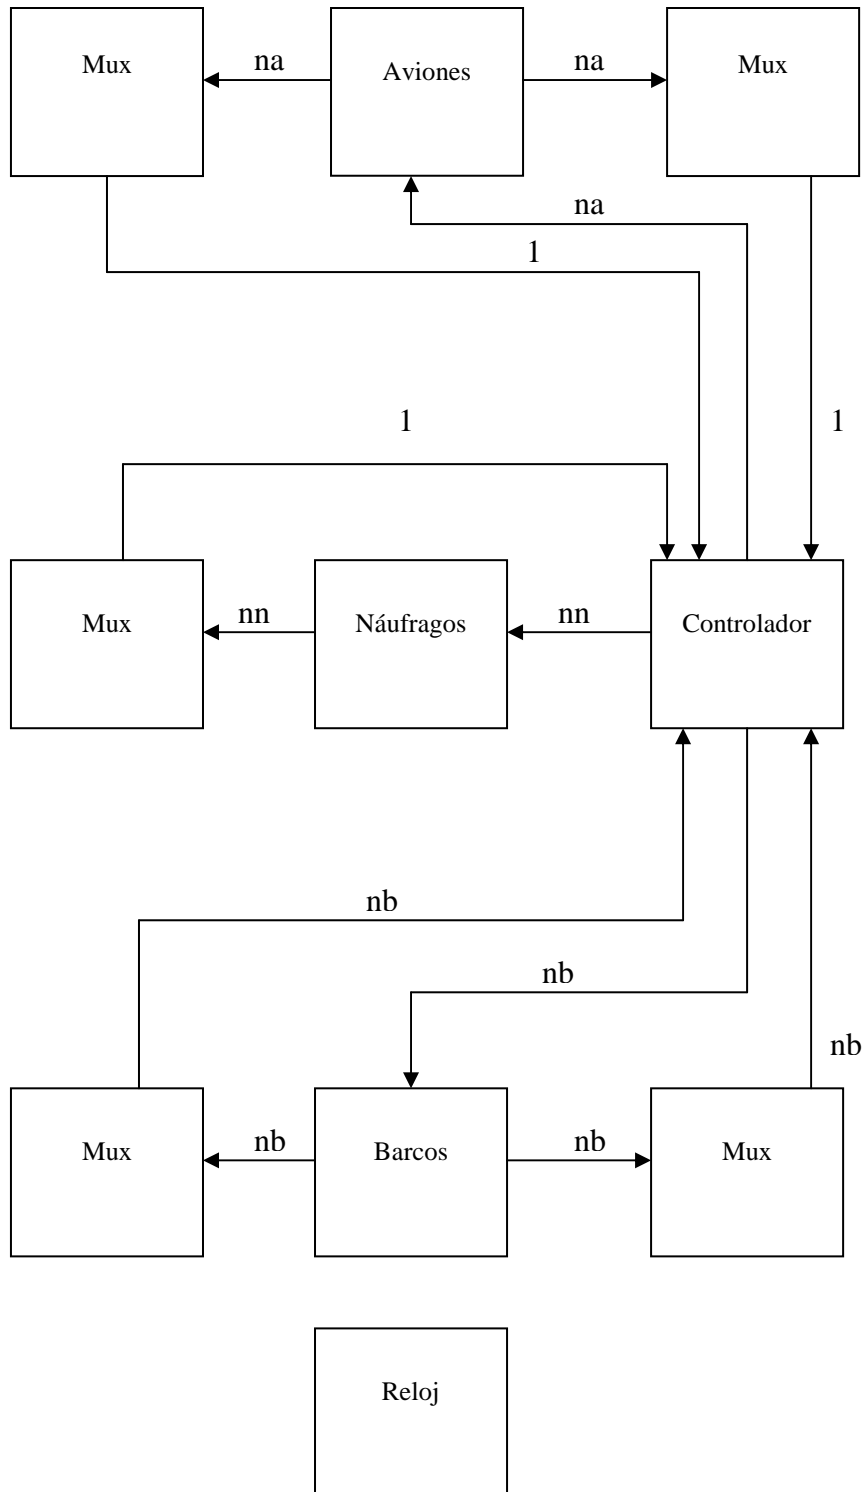 Mux
na
Aviones
na
Mux
na
1
1
1
Mux
nn
Náufragos
nn
Controlador
nb
nb
nb
Mux
nb
Barcos
nb
Mux
Reloj